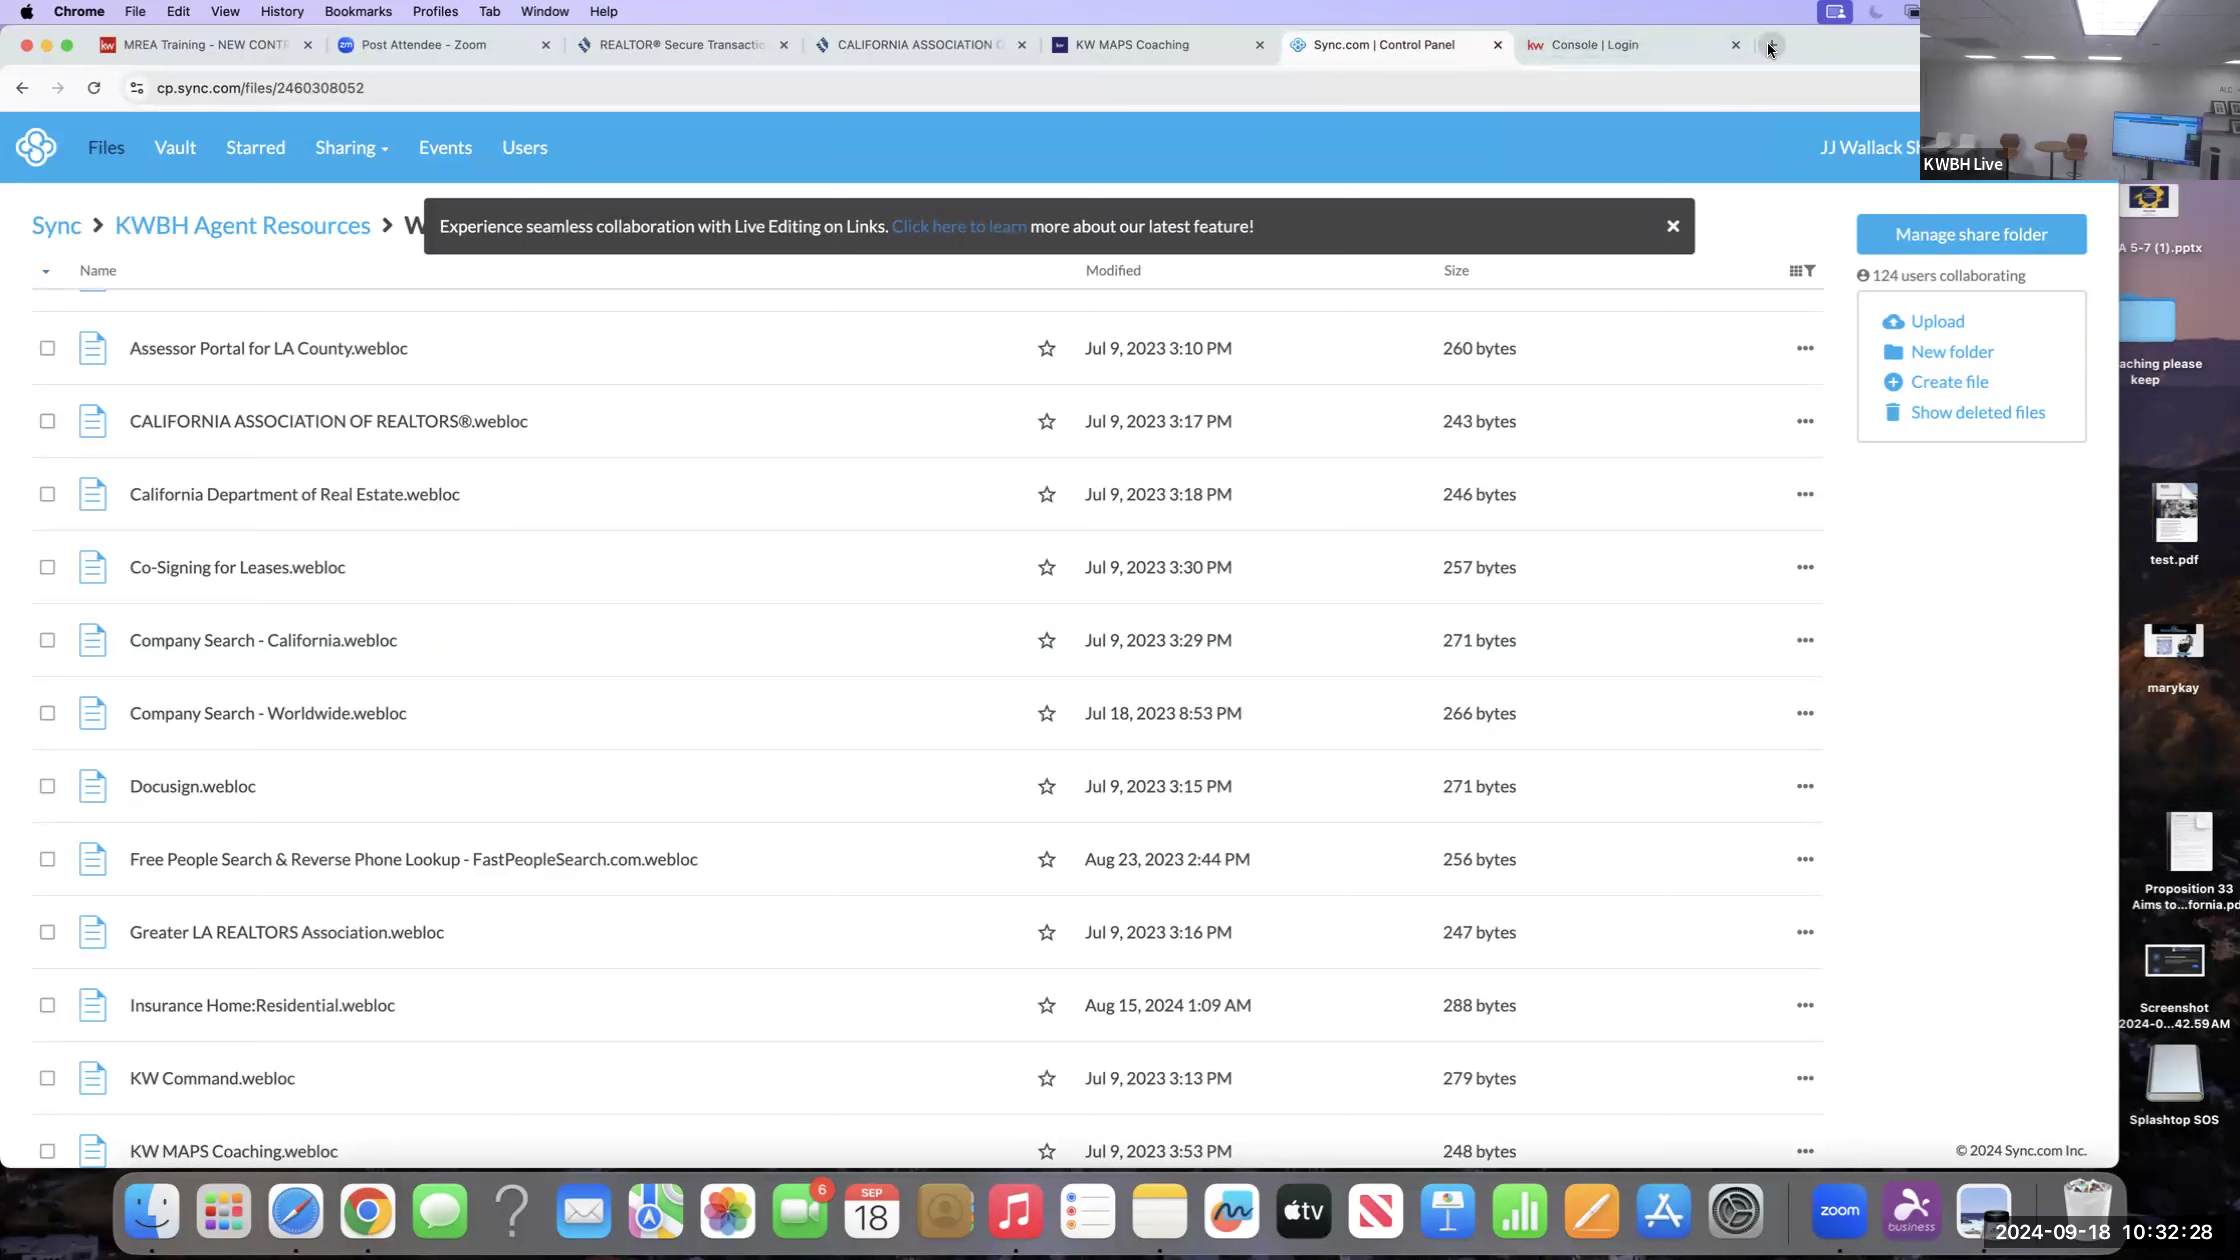 Chrome File Edit View History Bookmarks Profiles Tab Window Help
MREA Training - NEW CONTR
Post Attendee - Zoom
REALTOR® Secure Transactio
CALIFORNIA ASSOCIATION O
KW MAPS Coaching
Sync.com | Control Panel
Console | Login
cp.sync.com/files/2460308052
Files Vault Starred Sharing Events Users
JJ Wallack Sh
KWBH Live
Sync > KWBH Agent Resources > W
Experience seamless collaboration with Live Editing on Links. Click here to learn more about our latest feature!
Manage share folder
124 users collaborating
Upload
New folder
Create file
Show deleted files
Name Modified Size
Assessor Portal for LA County.webloc Jul 9, 2023 3:10 PM 260 bytes
CALIFORNIA ASSOCIATION OF REALTORS®.webloc Jul 9, 2023 3:17 PM 243 bytes
California Department of Real Estate.webloc Jul 9, 2023 3:18 PM 246 bytes
Co-Signing for Leases.webloc Jul 9, 2023 3:30 PM 257 bytes
Company Search - California.webloc Jul 9, 2023 3:29 PM 271 bytes
Company Search - Worldwide.webloc Jul 18, 2023 8:53 PM 266 bytes
Docusign.webloc Jul 9, 2023 3:15 PM 271 bytes
Free People Search & Reverse Phone Lookup - FastPeopleSearch.com.webloc Aug 23, 2023 2:44 PM 256 bytes
Greater LA REALTORS Association.webloc Jul 9, 2023 3:16 PM 247 bytes
Insurance Home:Residential.webloc Aug 15, 2024 1:09 AM 288 bytes
KW Command.webloc Jul 9, 2023 3:13 PM 279 bytes
KW MAPS Coaching.webloc Jul 9, 2023 3:53 PM 248 bytes
© 2024 Sync.com Inc.
A 5-7 (1).pptx
aching please
keep
test.pdf
marykay
Proposition 33
Aims to...fornia.pd
Screenshot
2024-0...42.59 AM
Splashtop SOS
6
SEP
18
tv
zoom
business
2024-09-18 10:32:28